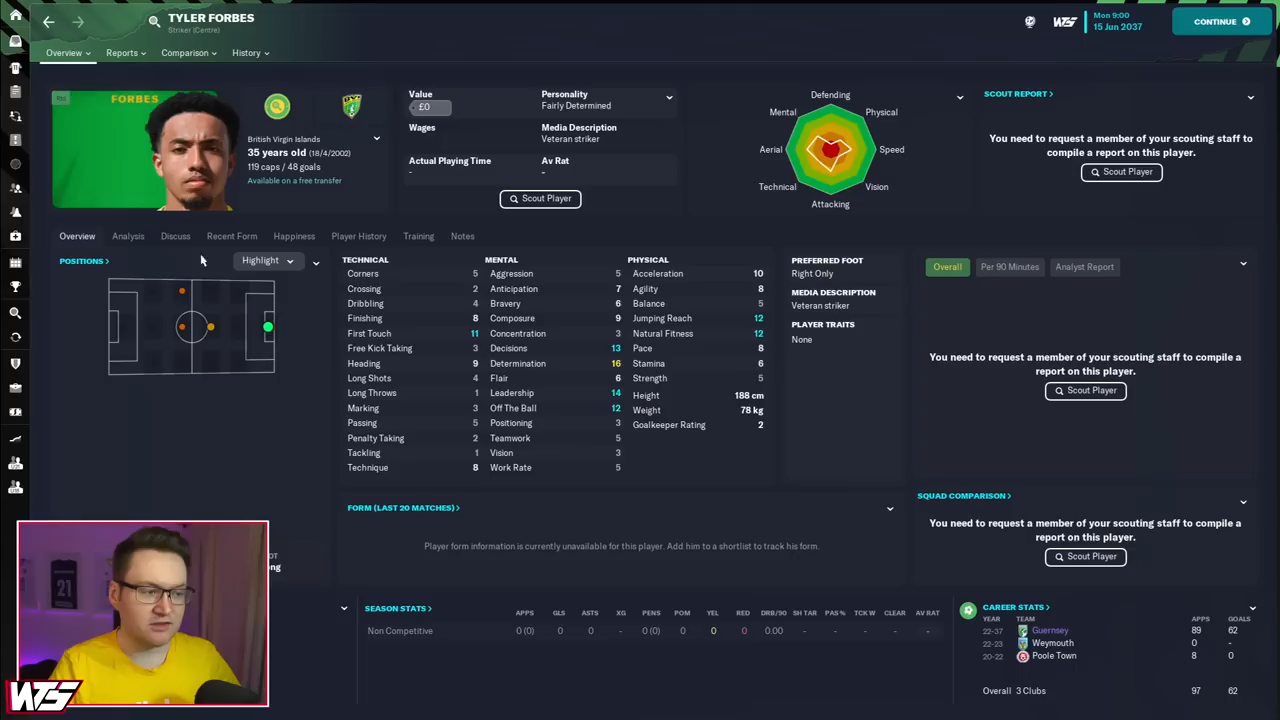 TYLER FORBES
Striker (Centre)
WTS
Mon 9:00
15 Jun 2037
CONTINUE
Overview
Reports
Comparison
History
Rtd
FORBES
British Virgin Islands
35 years old (18/4/2002)
119 caps / 48 goals
Available on a free transfer
Value
£0
Personality
Fairly Determined
Wages
Media Description
Veteran striker
Actual Playing Time
-
Av Rat
-
Scout Player
Defending
Mental
Physical
Aerial
Speed
Technical
Vision
Attacking
SCOUT REPORT >
You need to request a member of your scouting staff to
compile a report on this player.
Scout Player
Overview Analysis Discuss Recent Form Happiness Player History Training Notes
POSITIONS >
Highlight
TECHNICAL
Corners 5
Crossing 2
Dribbling 4
Finishing 8
First Touch 11
Free Kick Taking 3
Heading 9
Long Shots 4
Long Throws 1
Marking 3
Passing 5
Penalty Taking 2
Tackling 1
Technique 8
MENTAL
Aggression 5
Anticipation 7
Bravery 6
Composure 9
Concentration 3
Decisions 13
Determination 16
Flair 6
Leadership 14
Off The Ball 12
Positioning 3
Teamwork 5
Vision 3
Work Rate 5
PHYSICAL
Acceleration 10
Agility 8
Balance 5
Jumping Reach 12
Natural Fitness 12
Pace 8
Stamina 6
Strength 5
Height 188 cm
Weight 78 kg
Goalkeeper Rating 2
PREFERRED FOOT
Right Only
MEDIA DESCRIPTION
Veteran striker
PLAYER TRAITS
None
Overall Per 90 Minutes Analyst Report
You need to request a member of your scouting staff to compile a
report on this player.
Scout Player
FORM (LAST 20 MATCHES) >
Player form information is currently unavailable for this player. Add him to a shortlist to track his form.
SQUAD COMPARISON >
You need to request a member of your scouting staff to compile a
report on this player.
Scout Player
21
SEASON STATS >
APPS GLS ASTS XG PENS POM YEL RED DRB/90 SH TAR PAS % TCK W CLEAR AV RAT
Non Competitive 0 (0) 0 0 - 0 (0) 0 0 0 0.00 - - - - -
CAREER STATS >
YEAR TEAM APPS GOALS
22-37 Guernsey 89 62
22-23 Weymouth 0 -
20-22 Poole Town 8 0
Overall 3 Clubs 97 62
WTS